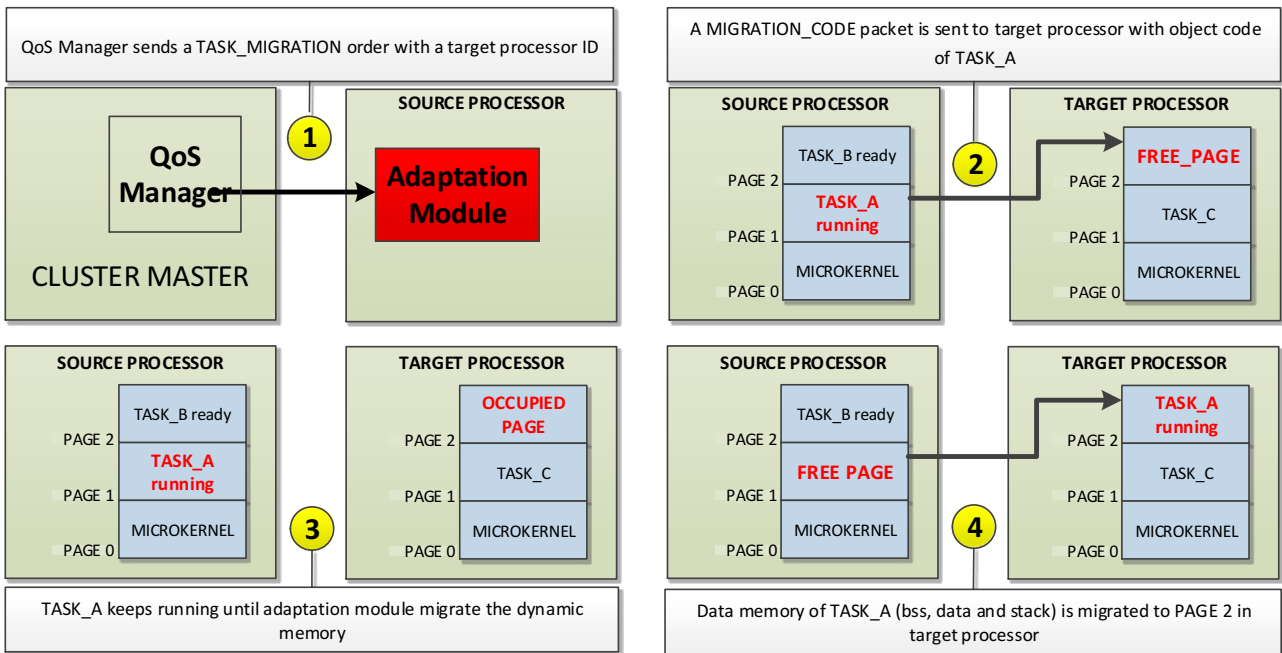 QoS Manager sends a TASK_MIGRATION order with a target processor ID
1
SOURCE PROCESSOR
QoS
Manager
Adaptation
Module
CLUSTER MASTER
A MIGRATION_CODE packet is sent to target processor with object code
of TASK_A
2
SOURCE PROCESSOR
TASK_B ready
PAGE 2
TASK_A
running
PAGE 1
MICROKERNEL
PAGE 0
TARGET PROCESSOR
FREE_PAGE
PAGE 2
TASK_C
PAGE 1
MICROKERNEL
PAGE 0
SOURCE PROCESSOR
TASK_B ready
PAGE 2
TASK_A
running
PAGE 1
MICROKERNEL
PAGE 0
3
TARGET PROCESSOR
OCCUPIED
PAGE
PAGE 2
TASK_C
PAGE 1
MICROKERNEL
PAGE 0
TASK_A keeps running until adaptation module migrate the dynamic
memory
SOURCE PROCESSOR
TASK_B ready
PAGE 2
FREE PAGE
PAGE 1
MICROKERNEL
PAGE 0
4
TARGET PROCESSOR
TASK_A
running
PAGE 2
TASK_C
PAGE 1
MICROKERNEL
PAGE 0
Data memory of TASK_A (bss, data and stack) is migrated to PAGE 2 in
target processor